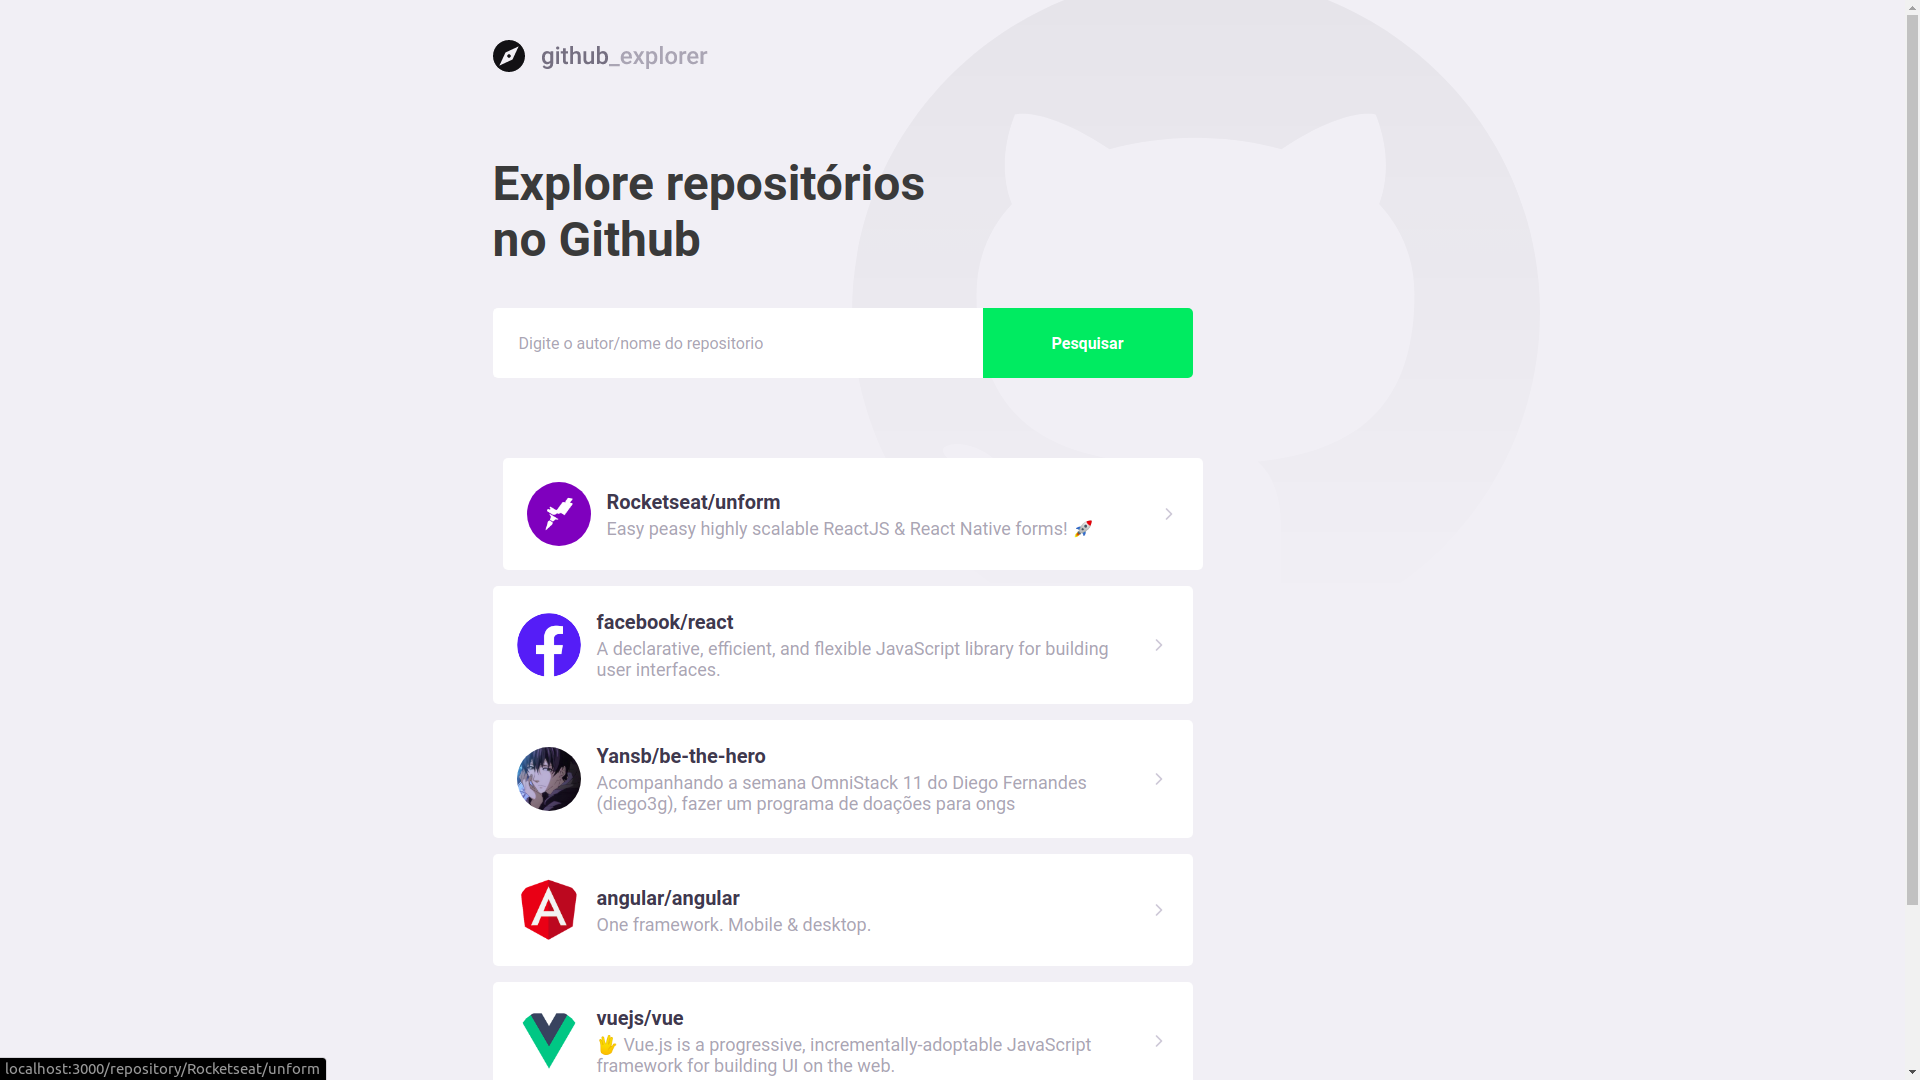 github_explorer
Explore repositórios
no Github
Digite o autor/nome do repositorio
Pesquisar
Rocketseat/unform
Easy peasy highly scalable ReactJS & React Native forms! 🚀
facebook/react
A declarative, efficient, and flexible JavaScript library for building
user interfaces.
Yansb/be-the-hero
Acompanhando a semana OmniStack 11 do Diego Fernandes
(diego3g), fazer um programa de doações para ongs
angular/angular
One framework. Mobile & desktop.
vuejs/vue
🖖 Vue.js is a progressive, incrementally-adoptable JavaScript
framework for building UI on the web.
localhost:3000/repository/Rocketseat/unform